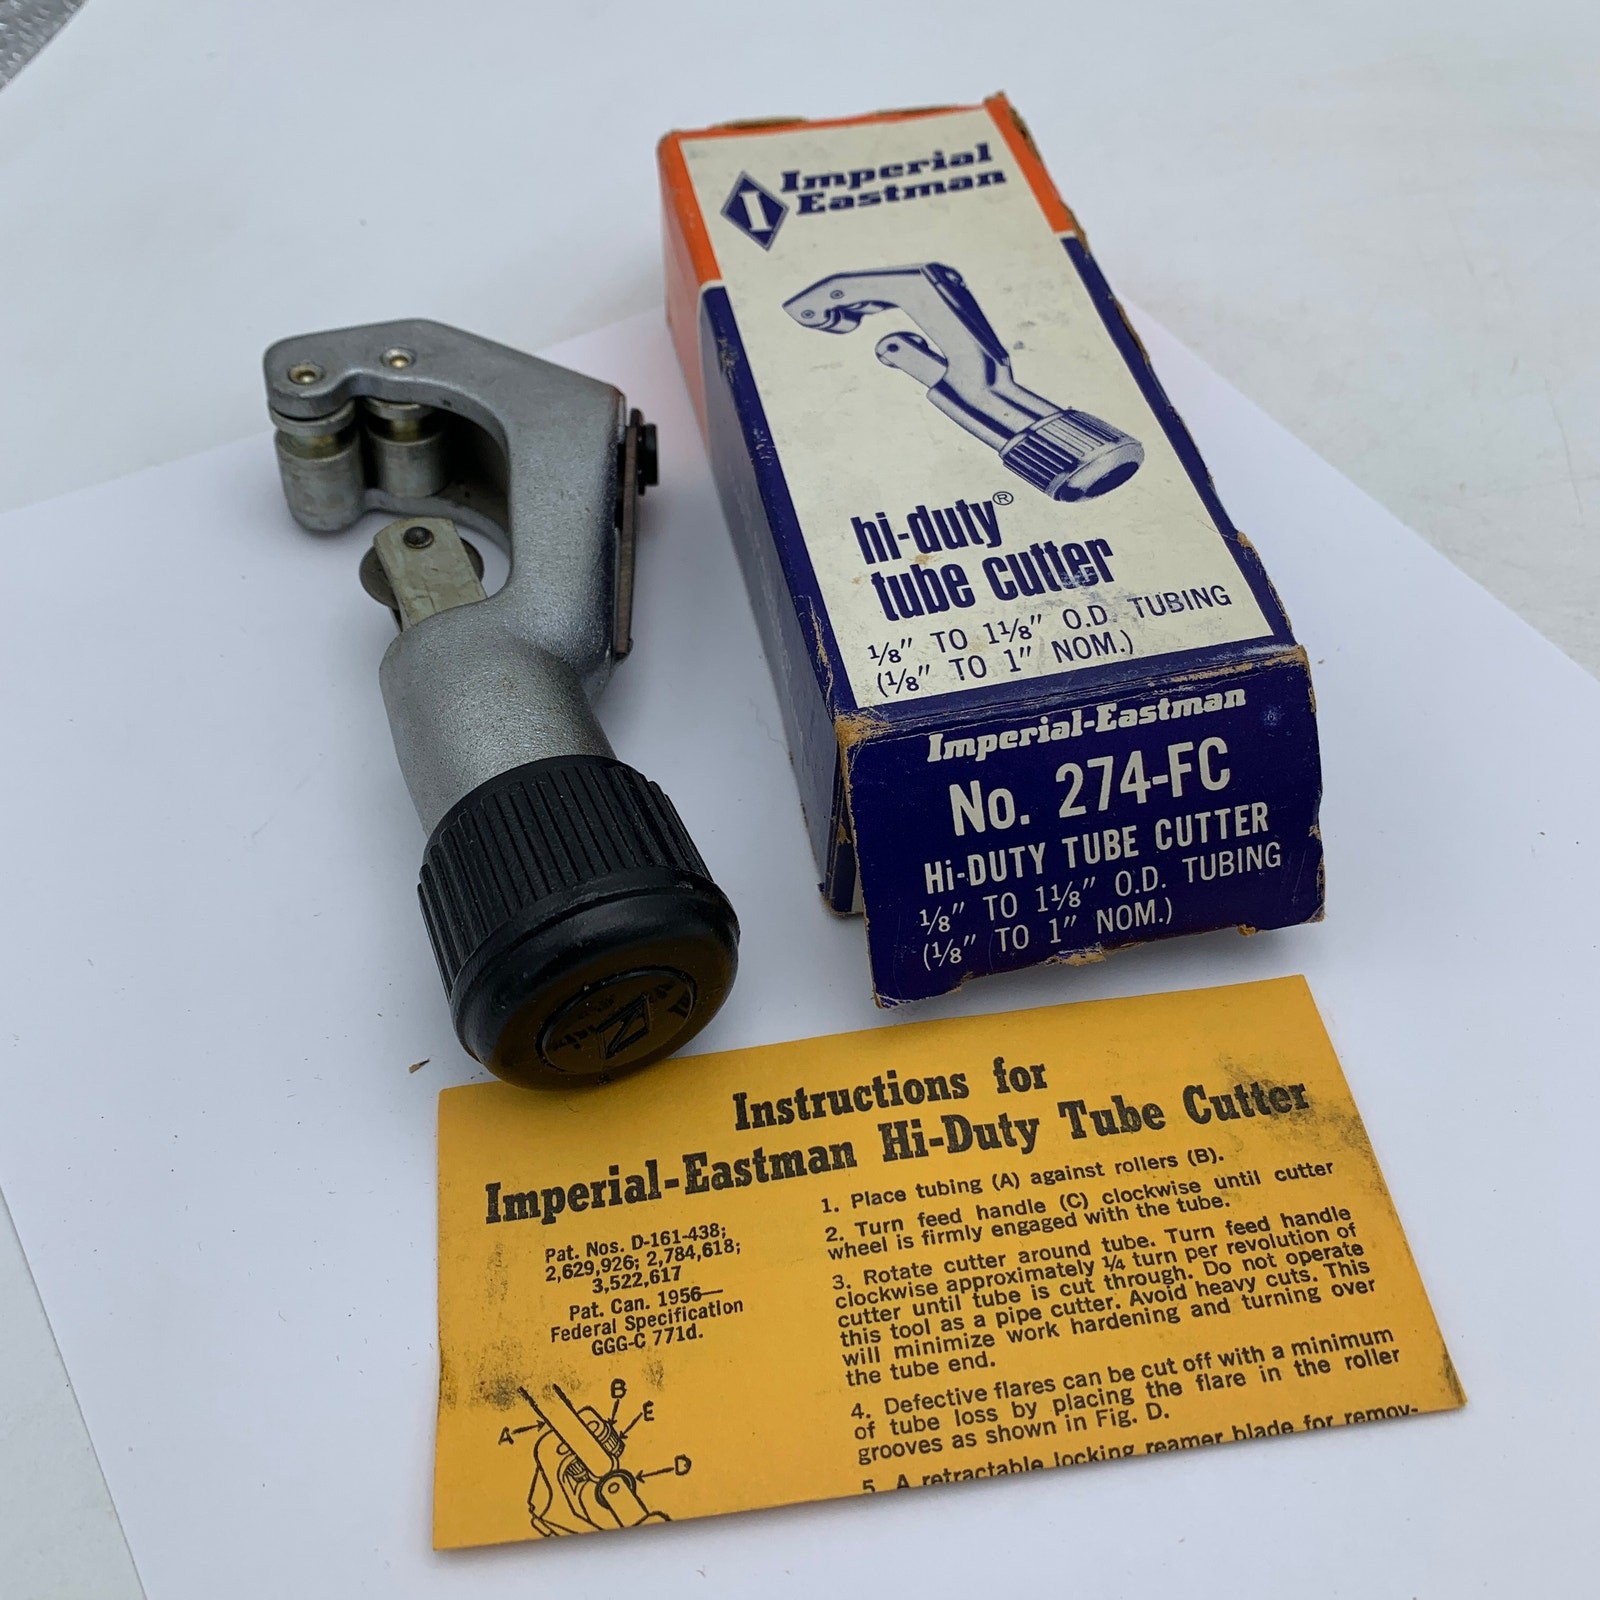 I
Imperial
Eastman
hi-duty®
tube cutter
1/8" TO 1 1/8" O.D. TUBING
(1/8" TO 1" NOM.)
Imperial-Eastman
No. 274-FC
Hi-DUTY TUBE CUTTER
1/8" TO 1 1/8" O.D. TUBING
(1/8" TO 1" NOM.)
Instructions for
Imperial-Eastman Hi-Duty Tube Cutter
Pat. Nos. D-161-438;
2,629,926; 2,784,618;
3,522,617
Pat. Can. 1956—
Federal Specification
GGG-C 771d.
A
B
E
D
1. Place tubing (A) against rollers (B).
2. Turn feed handle (C) clockwise until cutter
wheel is firmly engaged with the tube.
3. Rotate cutter around tube. Turn feed handle
clockwise approximately 1/4 turn per revolution of
cutter until tube is cut through. Do not operate
this tool as a pipe cutter. Avoid heavy cuts. This
will minimize work hardening and turning over
the tube end.
4. Defective flares can be cut off with a minimum
of tube loss by placing the flare in the roller
grooves as shown in Fig. D.
5. A retractable locking reamer blade for remov-